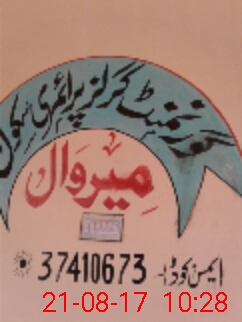 گورنمنٹ گرلز پرائمری سکول
میروال
ایمس کوڈ:- 37410673
21-08-17 10:28